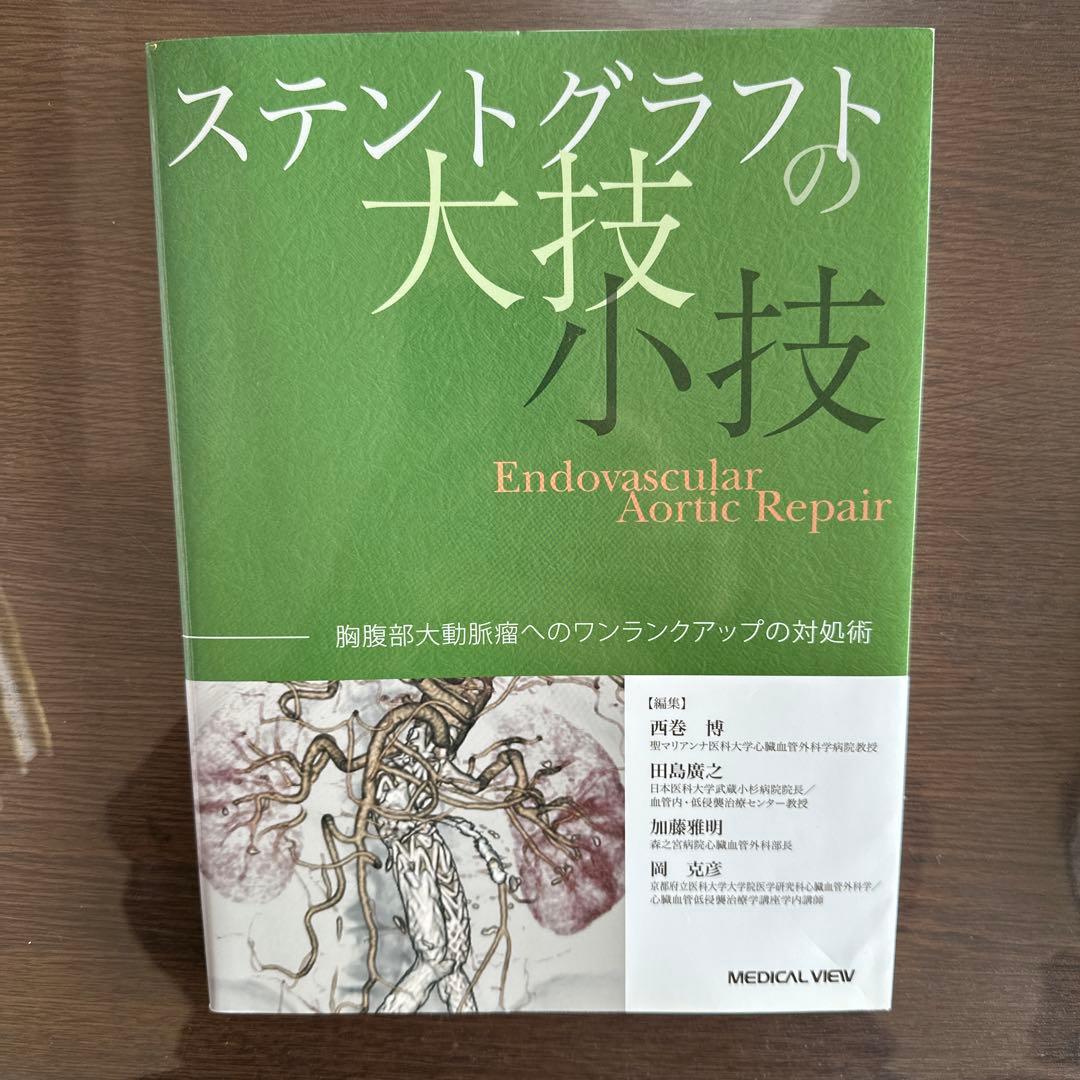 ステントグラフトの
大技
小技
Endovascular
Aortic Repair
胸腹部大動脈瘤へのワンランクアップの対処術
【編集】
西巻 博
聖マリアンナ医科大学心臓血管外科学病院教授
田島廣之
日本医科大学武蔵小杉病院院長／
血管内・低侵襲治療センター教授
加藤雅明
森之宮病院心臓血管外科部長
岡 克彦
京都府立医科大学大学院医学研究科心臓血管外科学／
心臓血管低侵襲治療学講座学内講師
MEDICAL VIEW